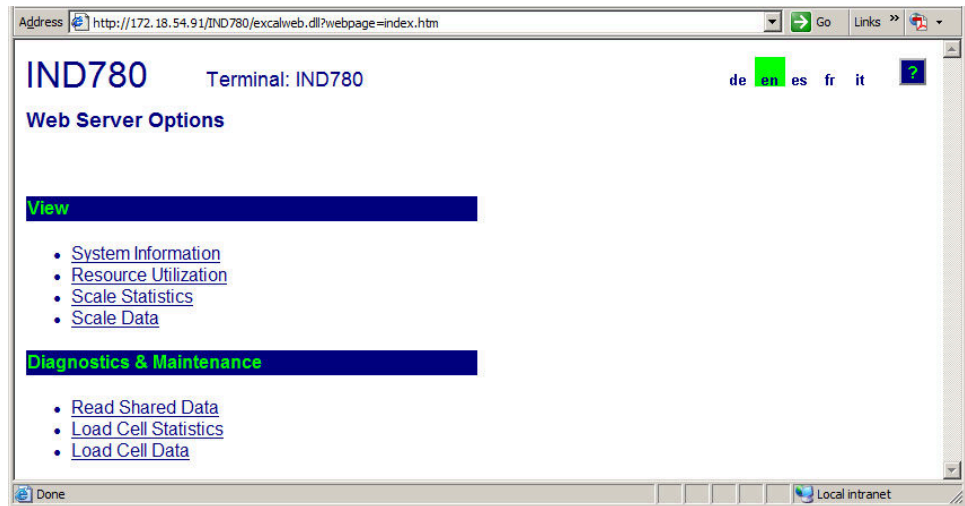 Address http://172.18.54.91/IND780/excalweb.dll?webpage=index.htm Go Links »
IND780 Terminal: IND780 de en es fr it ?
Web Server Options
View
• System Information
• Resource Utilization
• Scale Statistics
• Scale Data
Diagnostics & Maintenance
• Read Shared Data
• Load Cell Statistics
• Load Cell Data
Done Local intranet